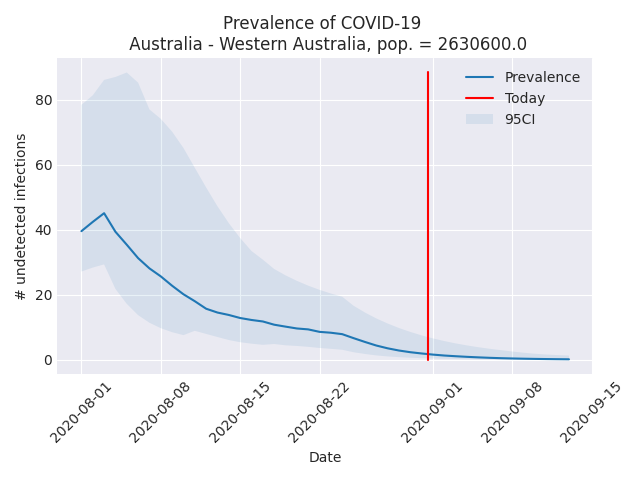 Prevalence of COVID-19
Australia - Western Australia, pop. = 2630600.0
Prevalence
Today
95CI
80
60
40
20
0
# undetected infections
2020-08-01
2020-08-08
2020-08-15
2020-08-22
2020-09-01
2020-09-08
2020-09-15
Date